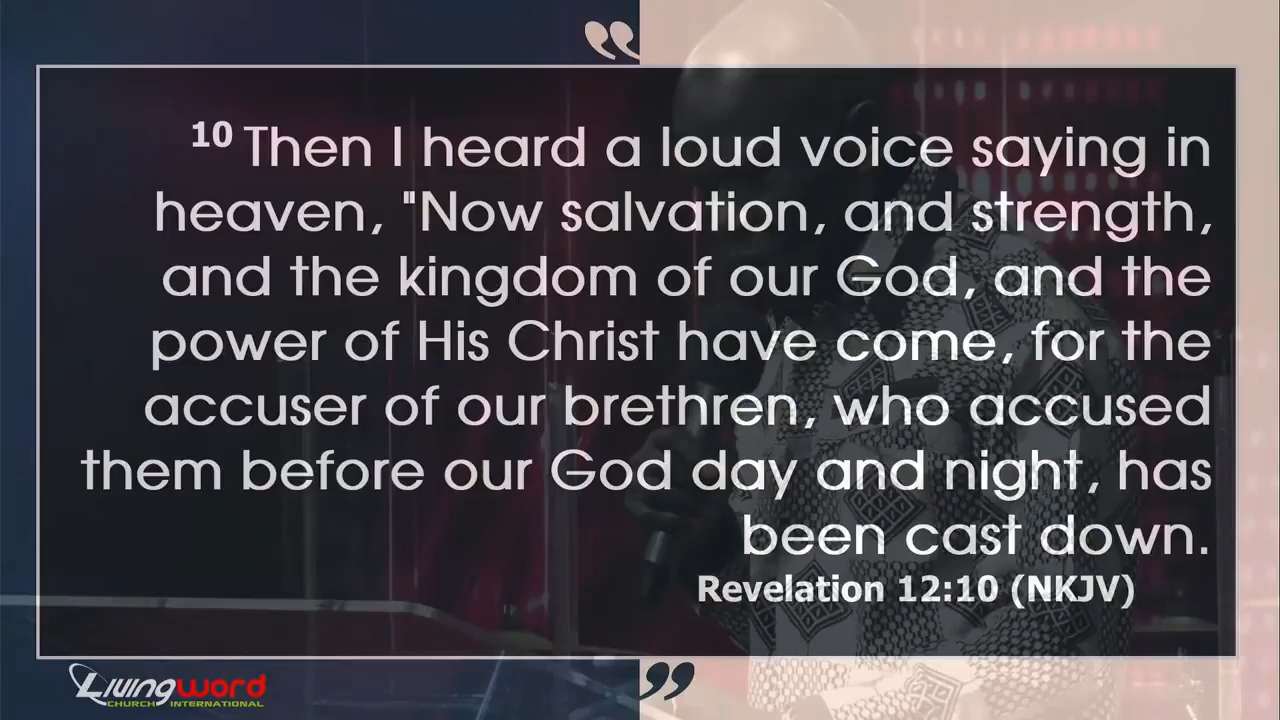 10 Then I heard a loud voice saying in
heaven, "Now salvation, and strength,
and the kingdom of our God, and the
power of His Christ have come, for the
accuser of our brethren, who accused
them before our God day and night, has
been cast down.
Revelation 12:10 (NKJV)
Livingword
CHURCH INTERNATIONAL